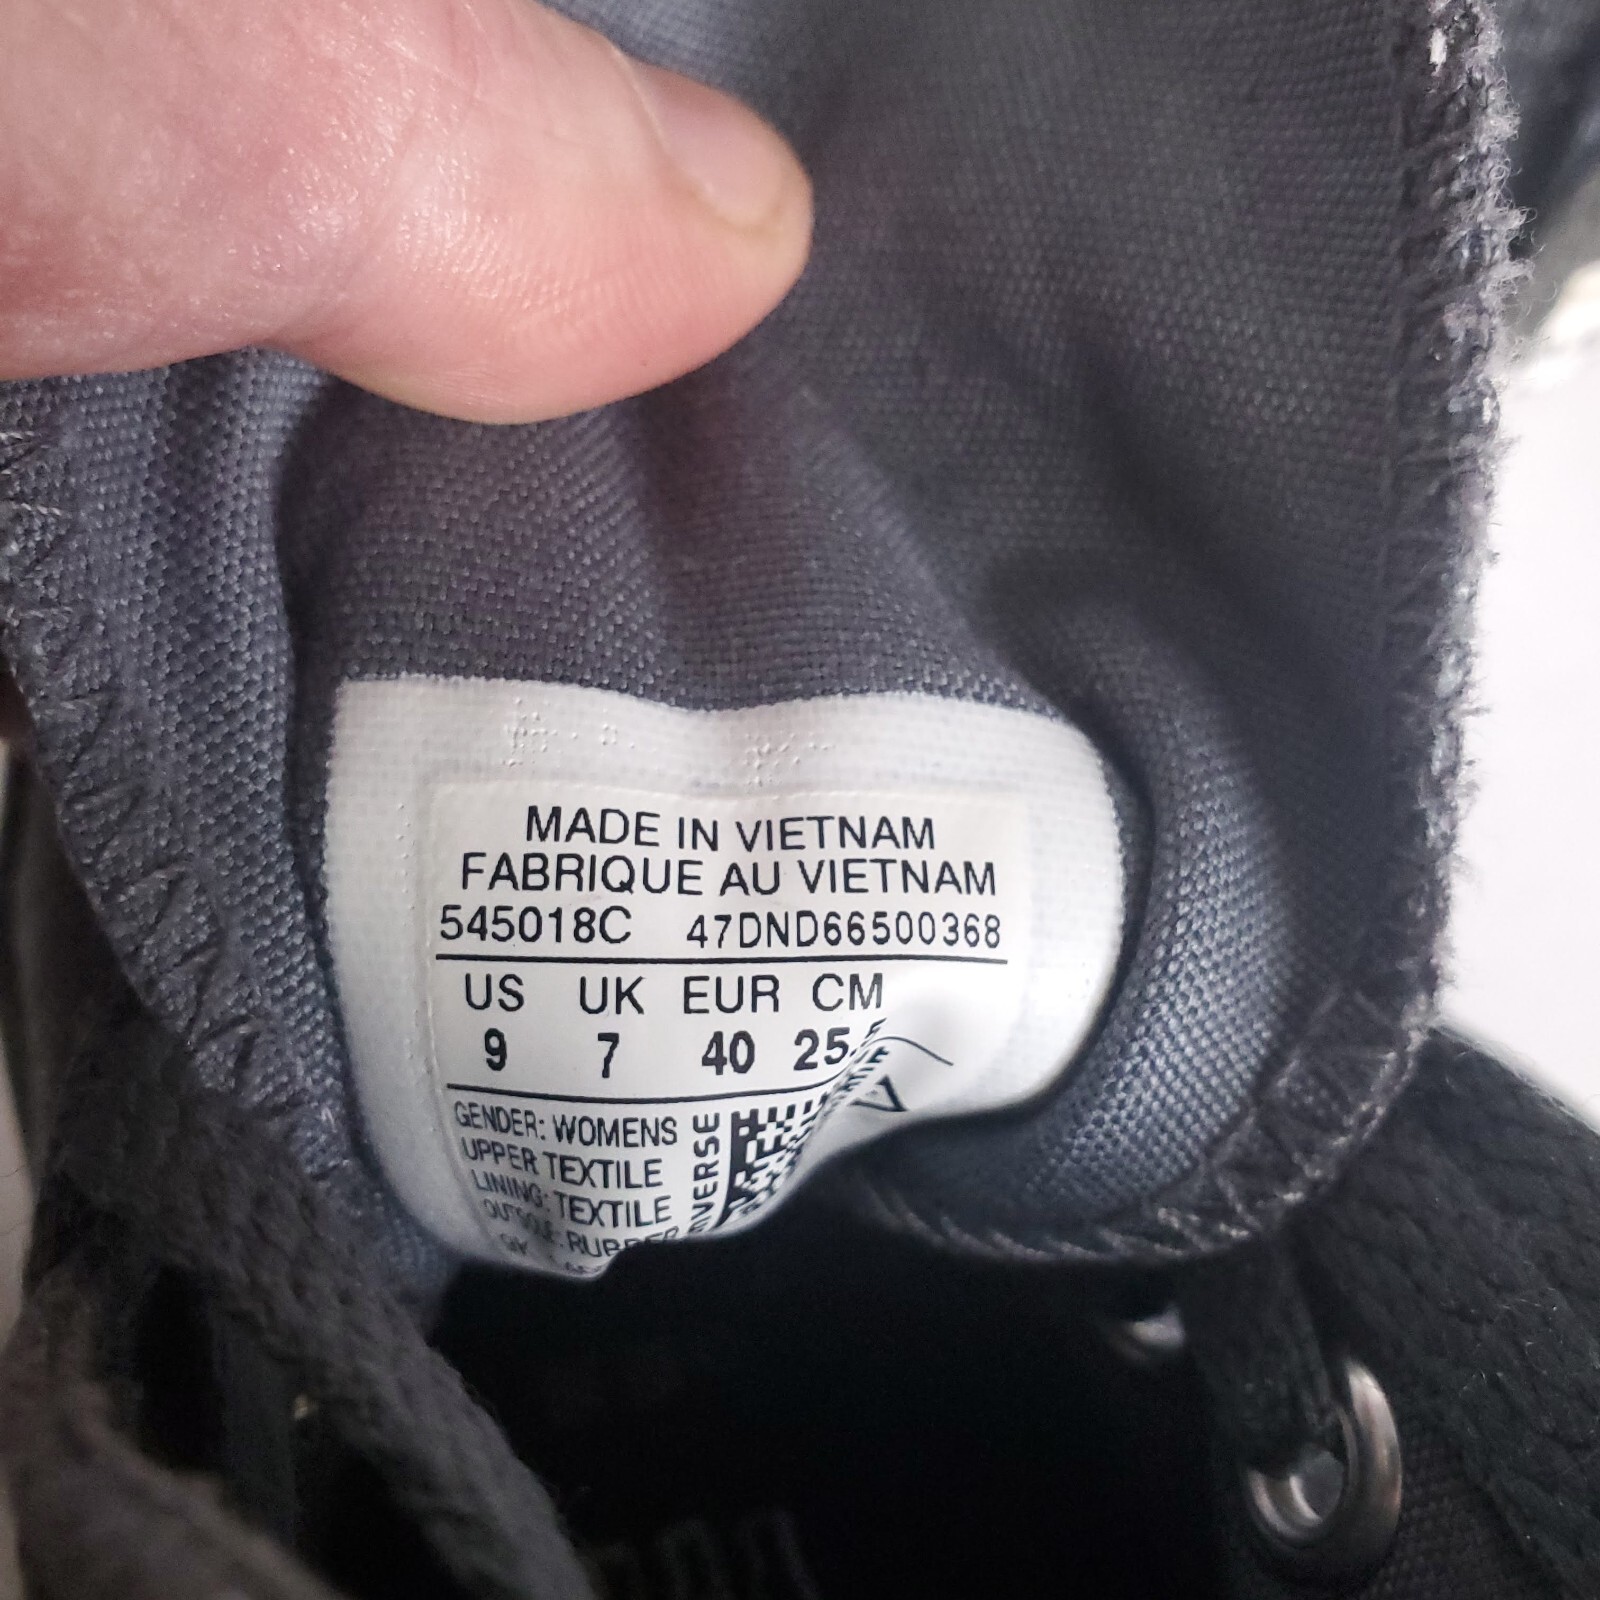 MADE IN VIETNAM
FABRIQUE AU VIETNAM
545018C 47DND66500368
US UK EUR CM
9 7 40 25.
GENDER: WOMENS
UPPER TEXTILE
LINING: TEXTILE
OUTSOLE: RUBBER
NVERSE